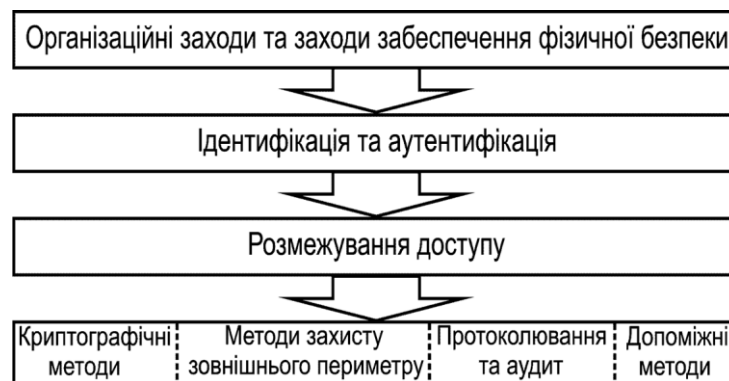 Організаційні заходи та заходи забеспечення фізичної безпеки
Ідентифікація та аутентифікація
Розмежування доступу
Криптографічні методи
Методи захисту зовнішнього периметру
Протоколювання та аудит
Допоміжні методи